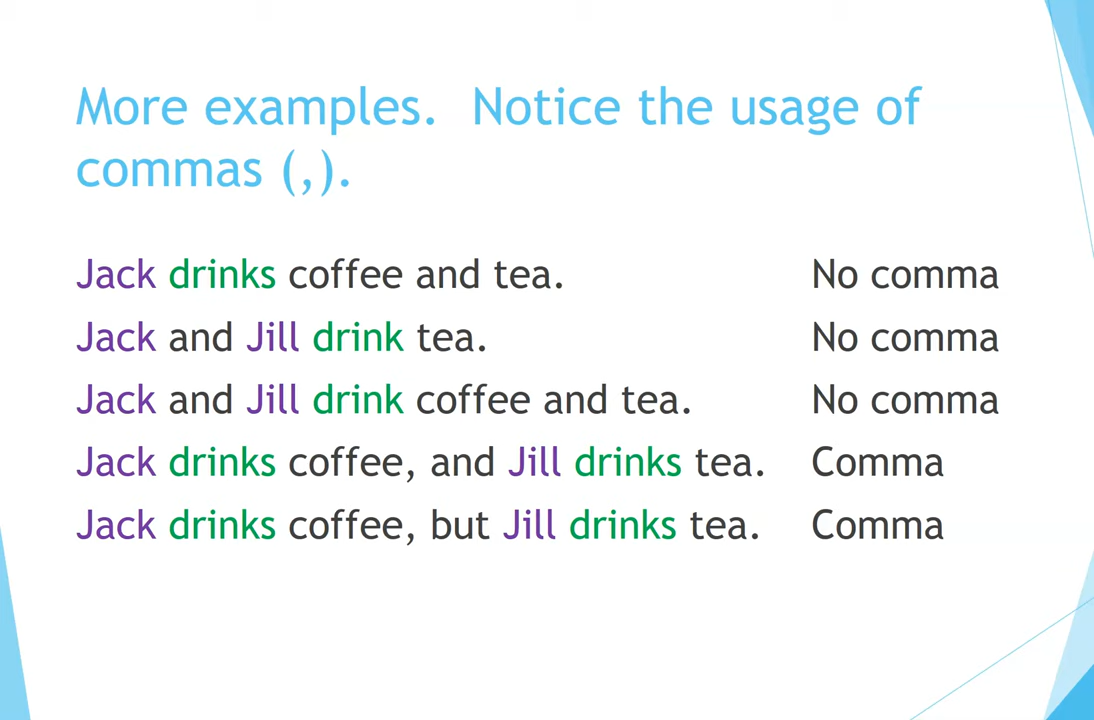 More examples.  Notice the usage of
commas (,).
Jack drinks coffee and tea. No comma
Jack and Jill drink tea. No comma
Jack and Jill drink coffee and tea. No comma
Jack drinks coffee, and Jill drinks tea. Comma
Jack drinks coffee, but Jill drinks tea. Comma